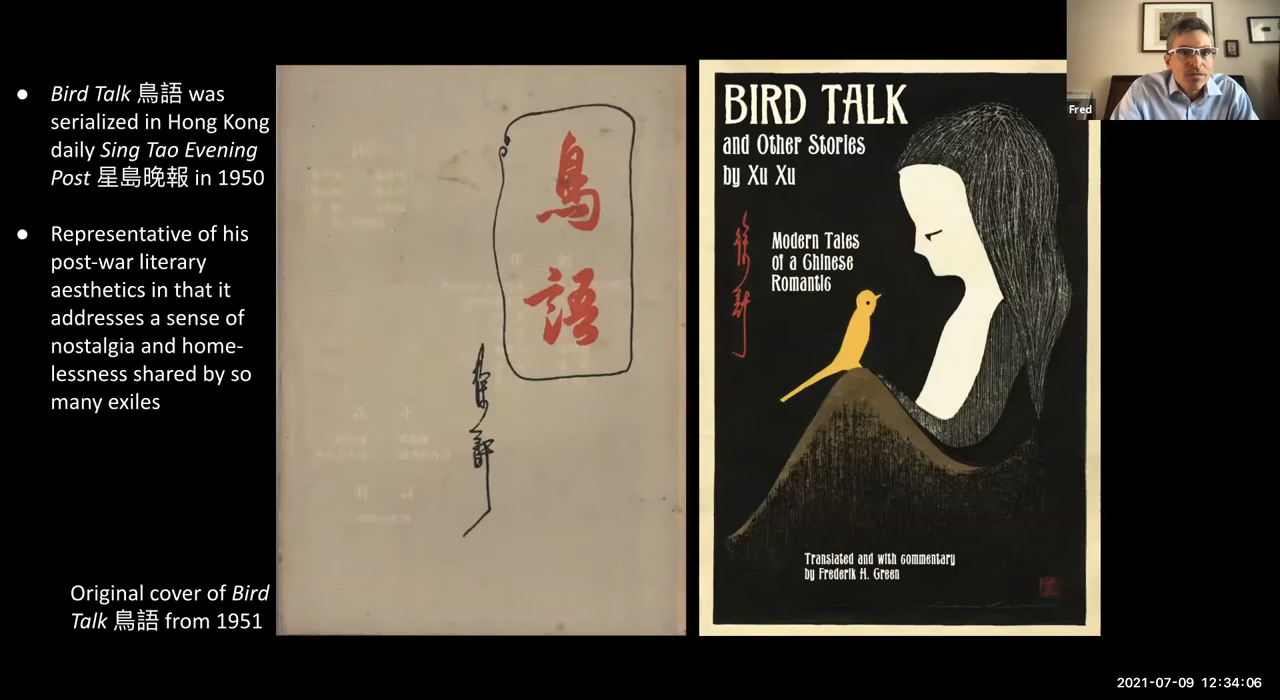 ● Bird Talk 鳥語 was
serialized in Hong Kong
daily Sing Tao Evening
Post 星島晚報 in 1950
● Representative of his
post-war literary
aesthetics in that it
addresses a sense of
nostalgia and home-
lessness shared by so
many exiles
Original cover of Bird
Talk 鳥語 from 1951
鳥語
徐訏
BIRD TALK
and Other Stories
by Xu Xu
徐訏
Modern Tales
of a Chinese
Romantic
Translated and with commentary
by Frederik H. Green
Fred
2021-07-09 12:34:06